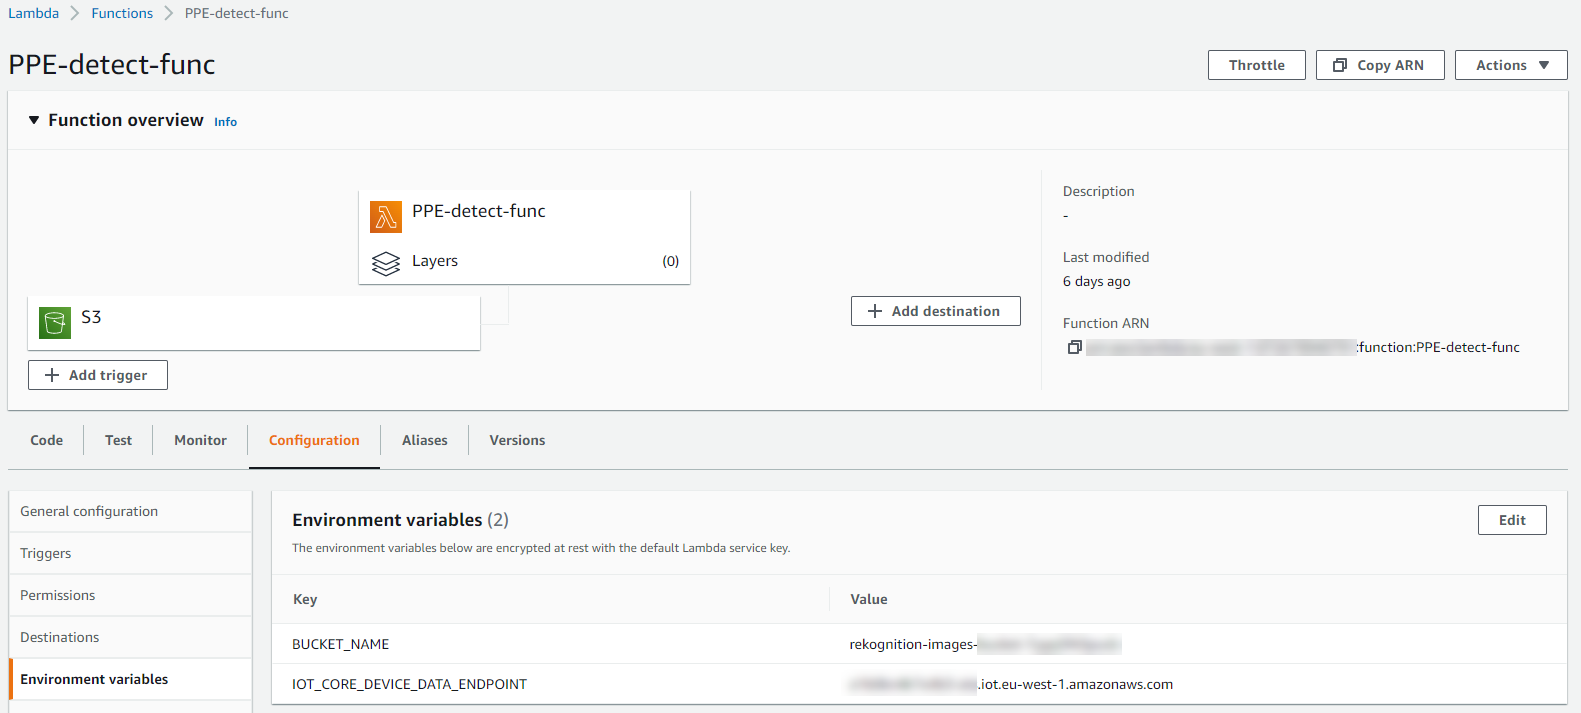 Lambda > Functions > PPE-detect-func
PPE-detect-func
Throttle
Copy ARN
Actions
Function overview Info
PPE-detect-func
Layers (0)
S3
Add trigger
Add destination
Description
-
Last modified
6 days ago
Function ARN
:function:PPE-detect-func
Code
Test
Monitor
Configuration
Aliases
Versions
General configuration
Triggers
Permissions
Destinations
Environment variables
Environment variables (2)
Edit
The environment variables below are encrypted at rest with the default Lambda service key.
Key Value
BUCKET_NAME rekognition-images-
IOT_CORE_DEVICE_DATA_ENDPOINT .iot.eu-west-1.amazonaws.com